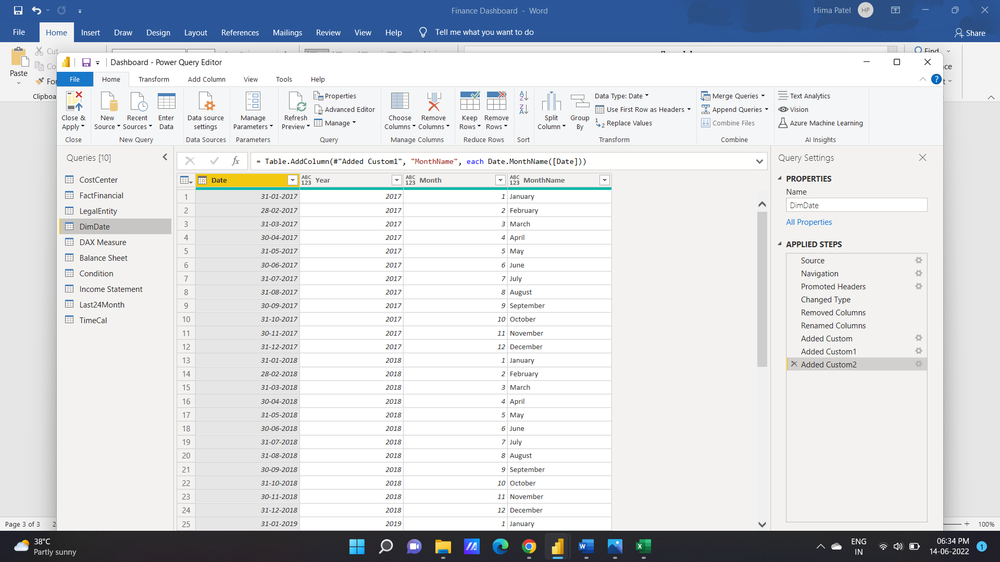 Finance Dashboard - Word
Hima Patel HP
File Home Insert Draw Design Layout References Mailings Review View Help Tell me what you want to do Share
Paste
Cut
Clipboa
Find
Dashboard - Power Query Editor
File Home Transform Add Column View Tools Help ?
Close & Apply
Close
New Source
Recent Sources
Enter Data
New Query
Data source settings
Data Sources
Manage Parameters
Parameters
Refresh Preview
Properties
Advanced Editor
Manage
Query
Choose Columns
Remove Columns
Manage Columns
Keep Rows
Remove Rows
Reduce Rows
Sort
Split Column
Group By
Data Type: Date
Use First Row as Headers
Replace Values
Transform
Merge Queries
Append Queries
Combine Files
Combine
Text Analytics
Vision
Azure Machine Learning
AI Insights
Queries [10]
CostCenter
FactFinancial
LegalEntity
DimDate
DAX Measure
Balance Sheet
Condition
Income Statement
Last24Month
TimeCal
fx = Table.AddColumn(#"Added Custom1", "MonthName", each Date.MonthName([Date]))
Date ABC 123 Year ABC 123 Month ABC 123 MonthName
1 31-01-2017 2017 1 January
2 28-02-2017 2017 2 February
3 31-03-2017 2017 3 March
4 30-04-2017 2017 4 April
5 31-05-2017 2017 5 May
6 30-06-2017 2017 6 June
7 31-07-2017 2017 7 July
8 31-08-2017 2017 8 August
9 30-09-2017 2017 9 September
10 31-10-2017 2017 10 October
11 30-11-2017 2017 11 November
12 31-12-2017 2017 12 December
13 31-01-2018 2018 1 January
14 28-02-2018 2018 2 February
15 31-03-2018 2018 3 March
16 30-04-2018 2018 4 April
17 31-05-2018 2018 5 May
18 30-06-2018 2018 6 June
19 31-07-2018 2018 7 July
20 31-08-2018 2018 8 August
21 30-09-2018 2018 9 September
22 31-10-2018 2018 10 October
23 30-11-2018 2018 11 November
24 31-12-2018 2018 12 December
25 31-01-2019 2019 1 January
Query Settings
PROPERTIES
Name
DimDate
All Properties
APPLIED STEPS
Source
Navigation
Promoted Headers
Changed Type
Removed Columns
Renamed Columns
Added Custom
Added Custom1
Added Custom2
Page 3 of 3
100%
38°C
Partly sunny
ENG
IN
06:34 PM
14-06-2022
1